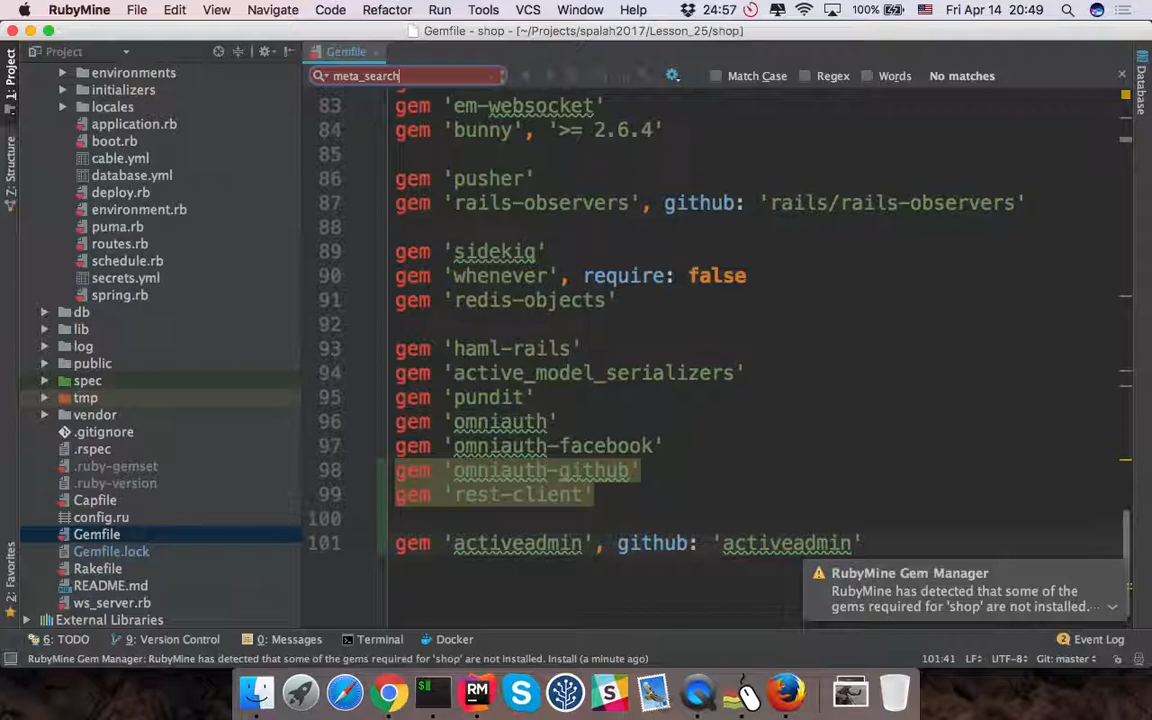 RubyMine File Edit View Navigate Code Refactor Run Tools VCS Window Help 24:57 100% Fri Apr 14 20:49
Gemfile - shop - [~/Projects/spalah2017/Lesson_25/shop]
Project
Gemfile
1: Project
Z: Structure
2: Favorites
Database
environments
initializers
locales
application.rb
boot.rb
cable.yml
database.yml
deploy.rb
environment.rb
puma.rb
routes.rb
schedule.rb
secrets.yml
spring.rb
db
lib
log
public
spec
tmp
vendor
.gitignore
.rspec
.ruby-gemset
.ruby-version
Capfile
config.ru
Gemfile
Gemfile.lock
Rakefile
README.md
ws_server.rb
External Libraries
meta_search Match Case Regex Words No matches
83 gem 'em-websocket'
84 gem 'bunny', '>= 2.6.4'
85
86 gem 'pusher'
87 gem 'rails-observers', github: 'rails/rails-observers'
88
89 gem 'sidekiq'
90 gem 'whenever', require: false
91 gem 'redis-objects'
92
93 gem 'haml-rails'
94 gem 'active_model_serializers'
95 gem 'pundit'
96 gem 'omniauth'
97 gem 'omniauth-facebook'
98 gem 'omniauth-github'
99 gem 'rest-client'
100
101 gem 'activeadmin', github: 'activeadmin'
RubyMine Gem Manager
RubyMine has detected that some of the
gems required for 'shop' are not installed....
6: TODO 9: Version Control 0: Messages Terminal Docker 2 Event Log
RubyMine Gem Manager: RubyMine has detected that some of the gems required for 'shop' are not installed. Install (a minute ago) 101:41 LF÷ UTF-8÷ Git: master÷